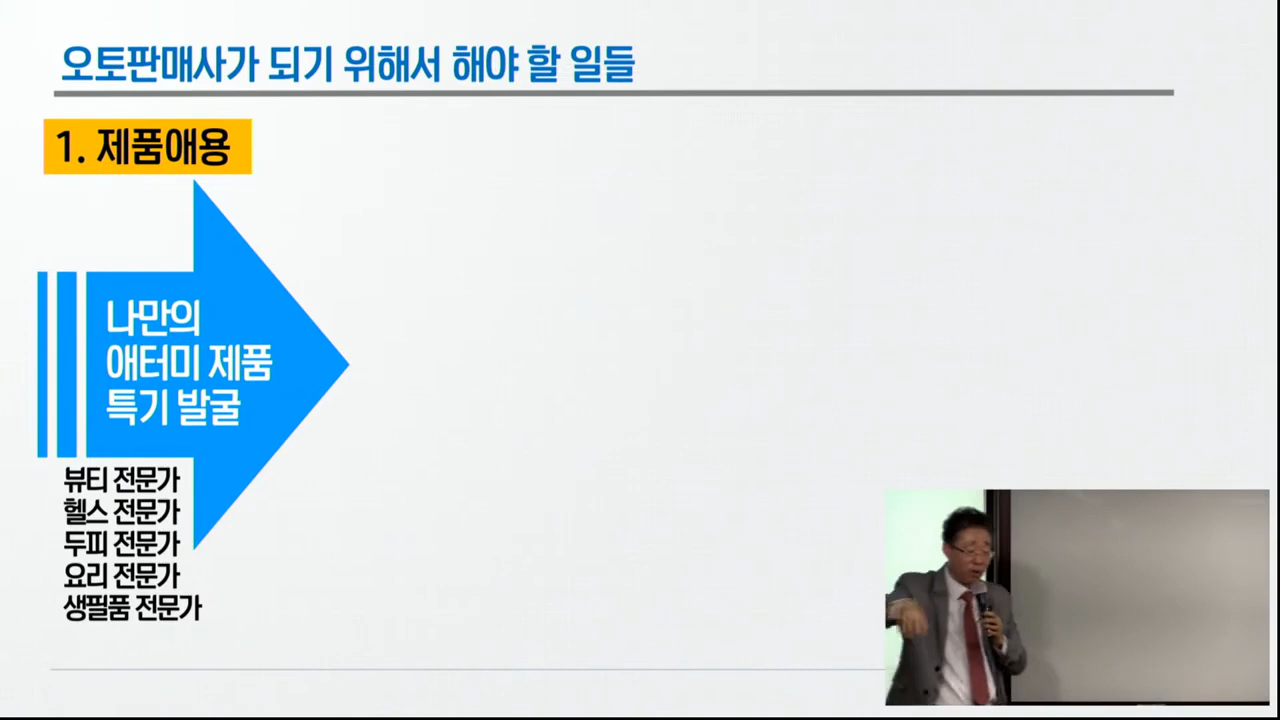 오토판매사가 되기 위해서 해야 할 일들
1. 제품애용
나만의
애터미 제품
특기 발굴
뷰티 전문가
헬스 전문가
두피 전문가
요리 전문가
생필품 전문가